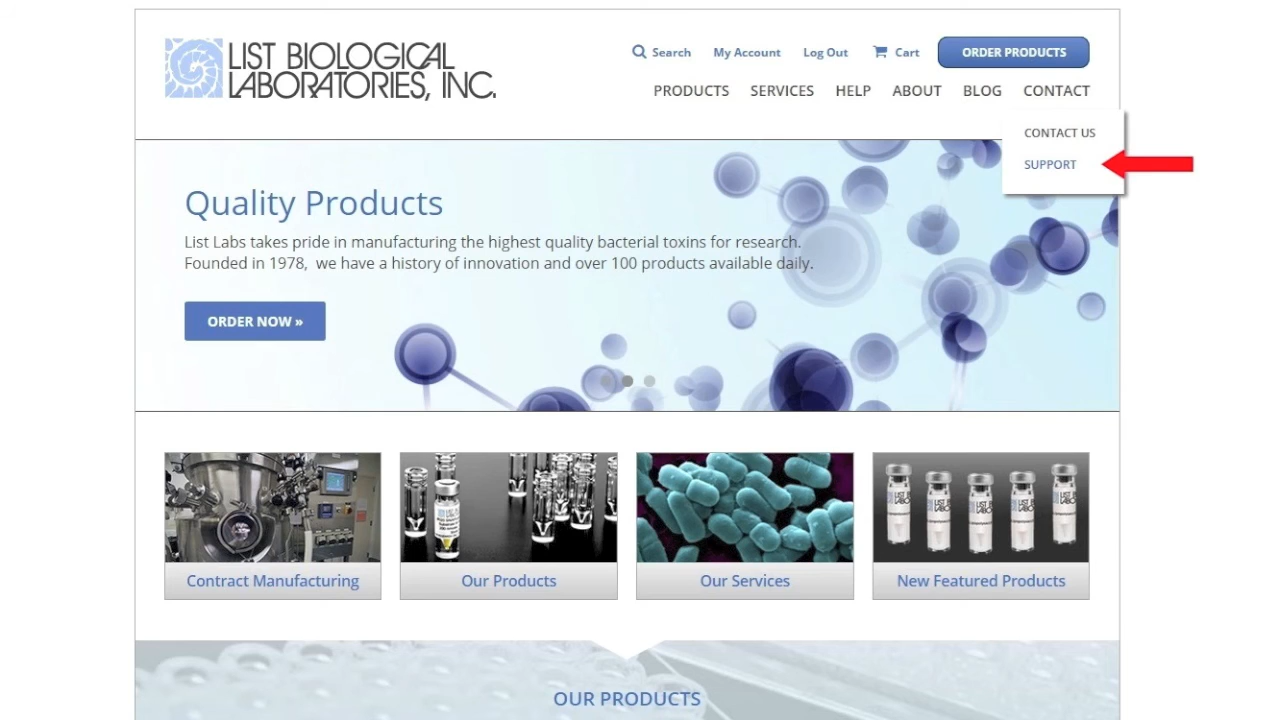 LIST BIOLOGICAL
LABORATORIES, INC.
Search My Account Log Out Cart ORDER PRODUCTS
PRODUCTS SERVICES HELP ABOUT BLOG CONTACT
CONTACT US
SUPPORT
Quality Products
List Labs takes pride in manufacturing the highest quality bacterial toxins for research.
Founded in 1978, we have a history of innovation and over 100 products available daily.
ORDER NOW »
Contract Manufacturing Our Products Our Services New Featured Products
OUR PRODUCTS